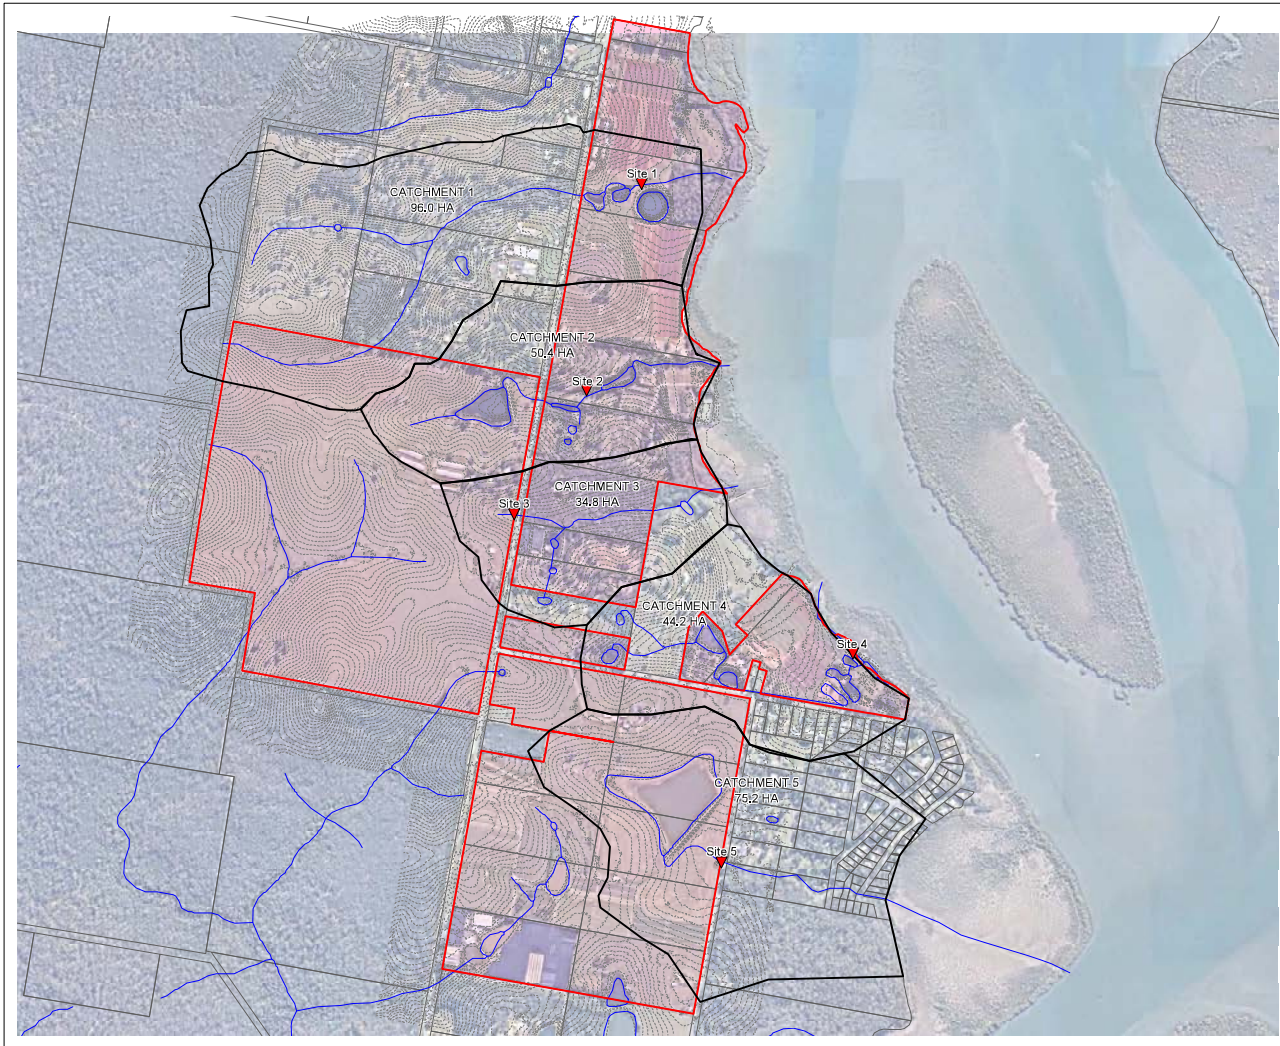 Site 1
CATCHMENT 1
96.0 HA
CATCHMENT 2
50.4 HA
Site 2
CATCHMENT 3
34.8 HA
Site 3
CATCHMENT 4
44.2 HA
Site 4
CATCHMENT 5
75.2 HA
Site 5